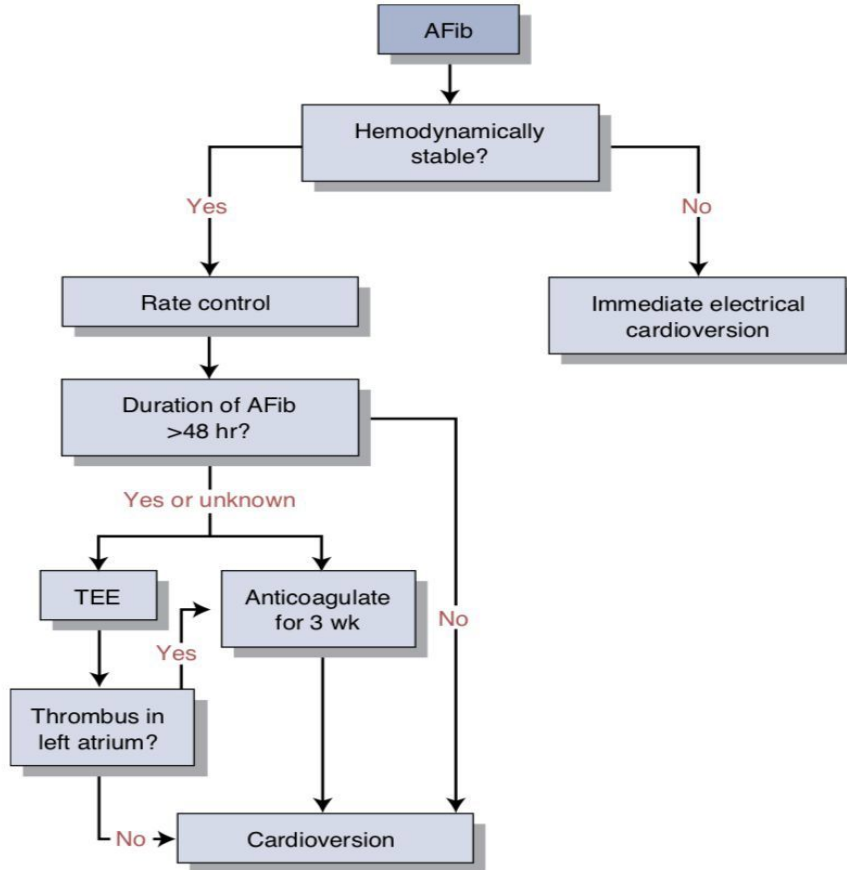 AFib
Hemodynamically
stable?
Yes
No
Rate control
Immediate electrical
cardioversion
Duration of AFib
>48 hr?
Yes or unknown
TEE
Anticoagulate
for 3 wk
No
Yes
Thrombus in
left atrium?
No
Cardioversion